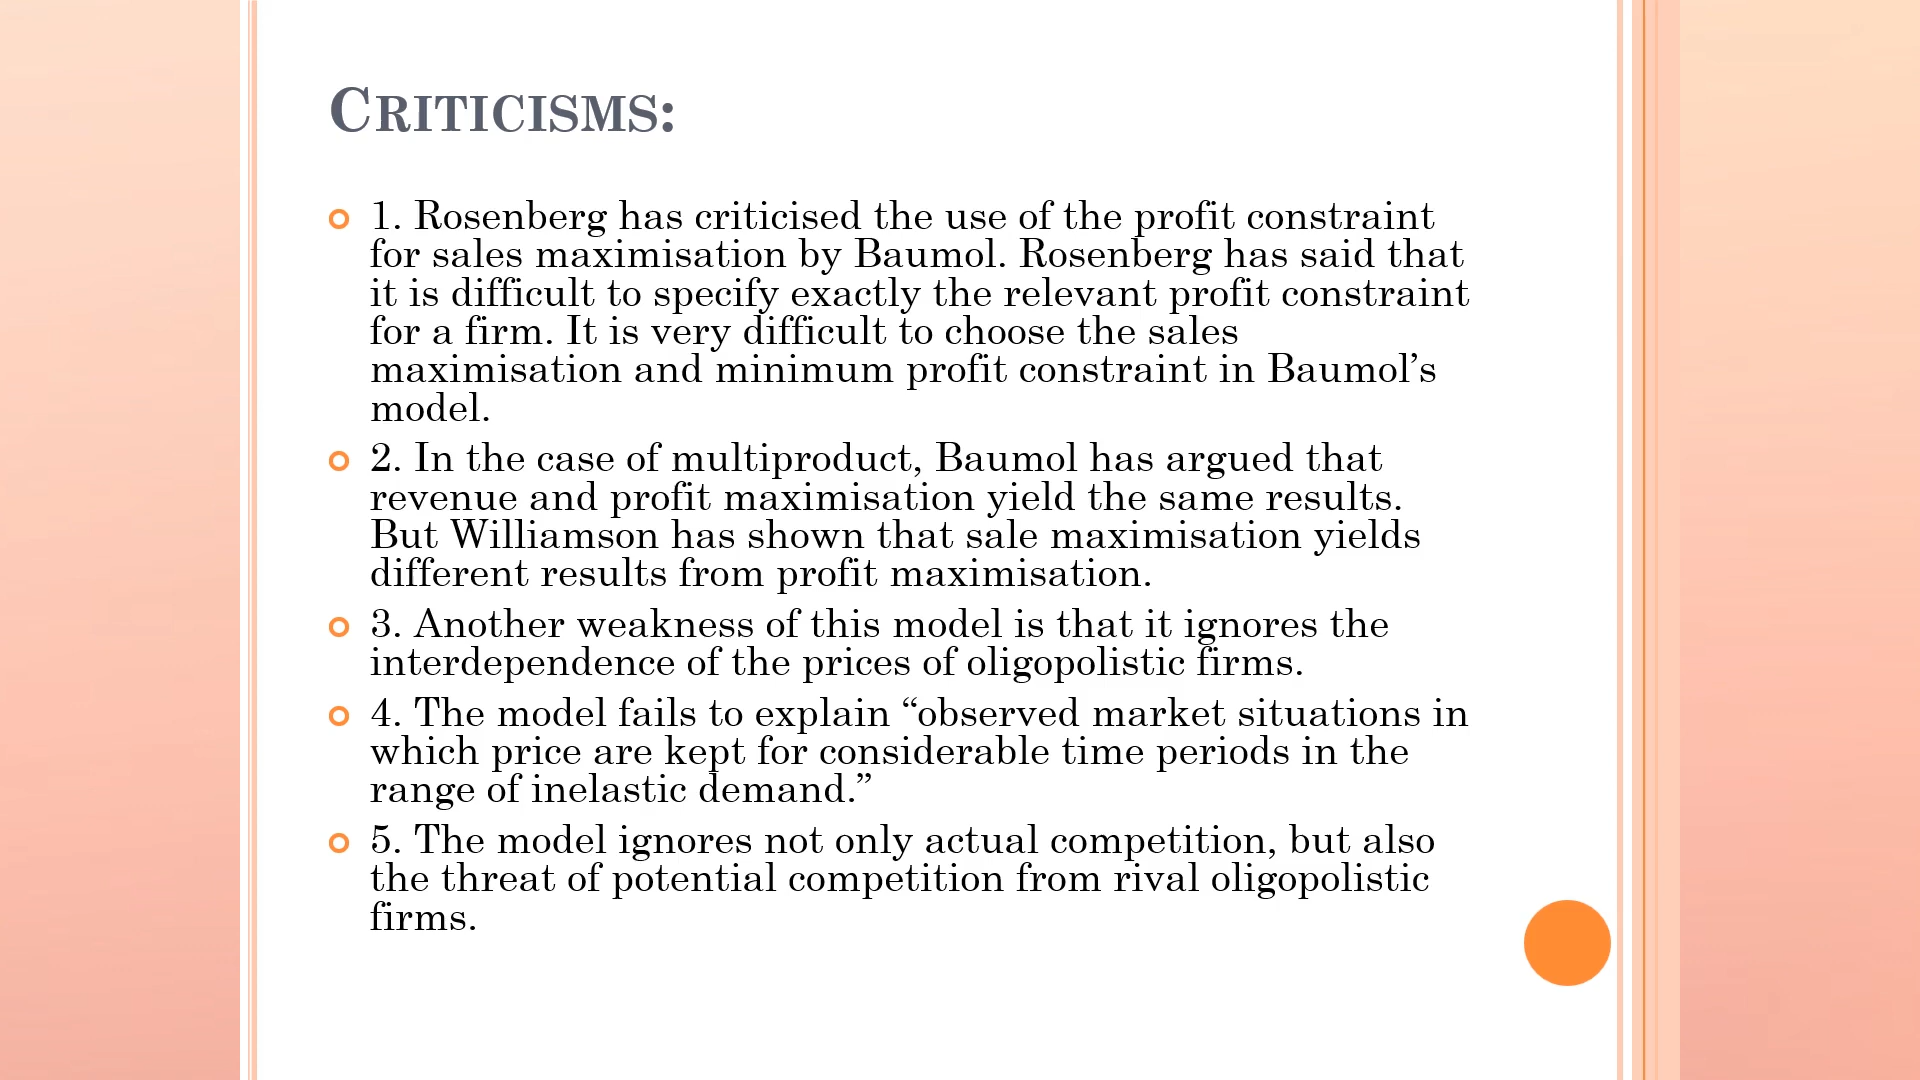 CRITICISMS:
1. Rosenberg has criticised the use of the profit constraint
for sales maximisation by Baumol. Rosenberg has said that
it is difficult to specify exactly the relevant profit constraint
for a firm. It is very difficult to choose the sales
maximisation and minimum profit constraint in Baumol’s
model.
2. In the case of multiproduct, Baumol has argued that
revenue and profit maximisation yield the same results.
But Williamson has shown that sale maximisation yields
different results from profit maximisation.
3. Another weakness of this model is that it ignores the
interdependence of the prices of oligopolistic firms.
4. The model fails to explain “observed market situations in
which price are kept for considerable time periods in the
range of inelastic demand.”
5. The model ignores not only actual competition, but also
the threat of potential competition from rival oligopolistic
firms.